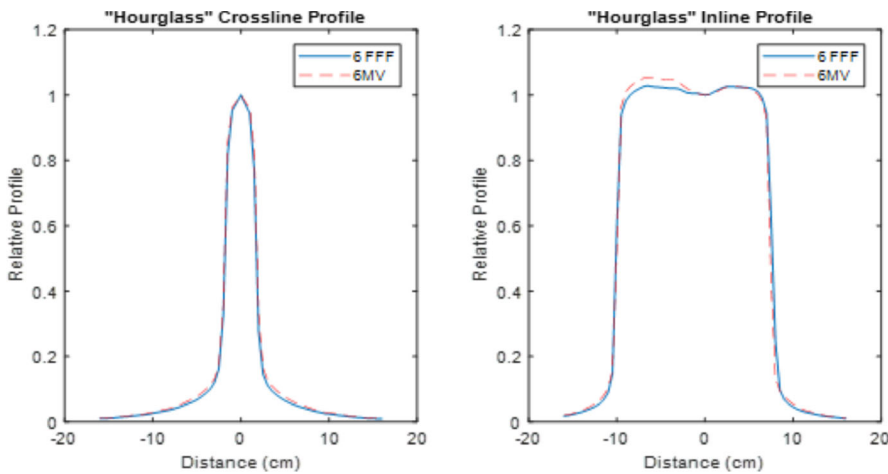 "Hourglass" Crossline Profile
1.2
1
0.8
0.6
0.4
0.2
0
-20
-10
0
10
20
Relative Profile
Distance (cm)
6 FFF
6MV
"Hourglass" Inline Profile
1.2
1
0.8
0.6
0.4
0.2
0
-20
-10
0
10
20
Relative Profile
Distance (cm)
6 FFF
6MV